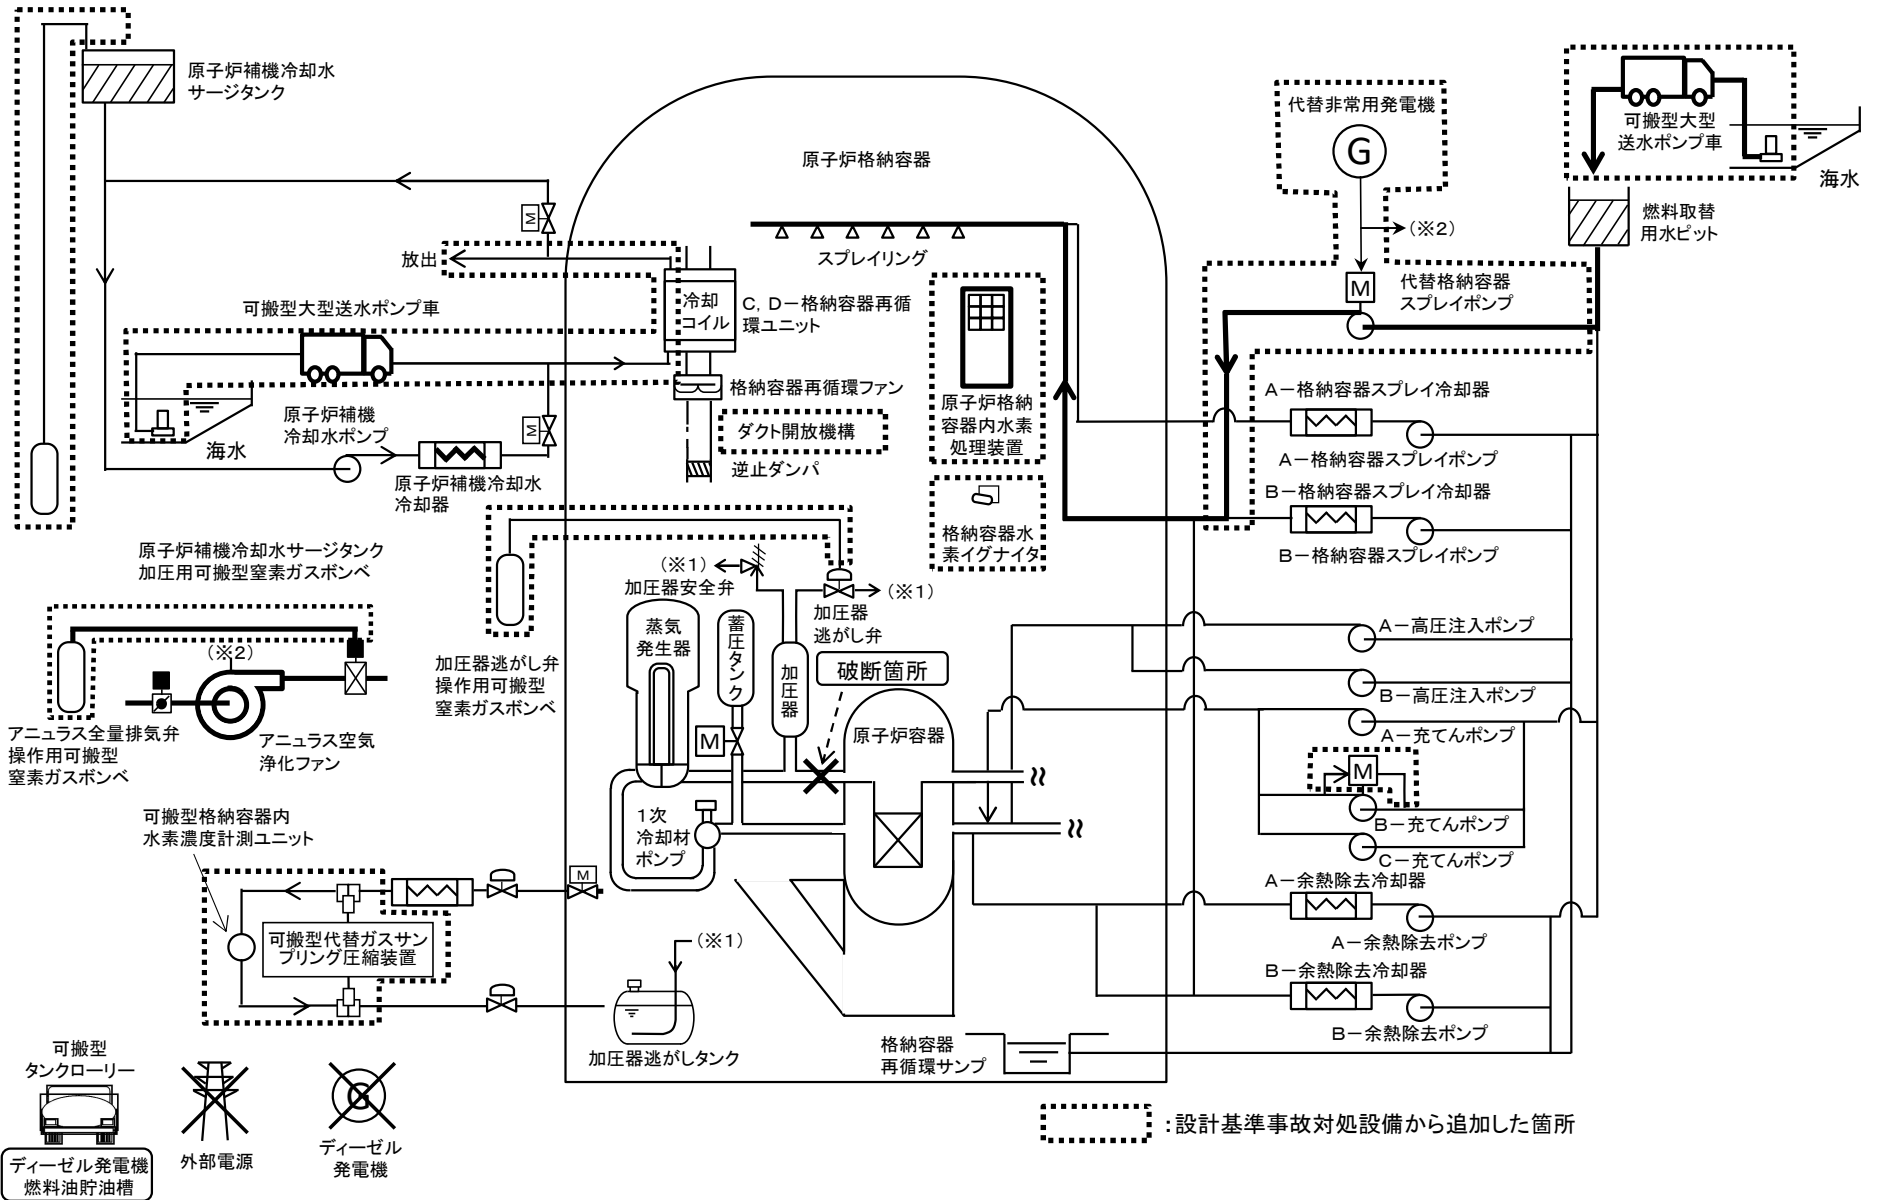 原子炉補機冷却水
サージタンク
放出
可搬型大型送水ポンプ車
海水
原子炉補機
冷却水ポンプ
原子炉補機冷却水
冷却器
M
M
原子炉格納容器
スプレイリング
冷却
コイル
C,D-格納容器再循
環ユニット
格納容器再循環ファン
ダクト開放機構
逆止ダンパ
原子炉格納
容器内水素
処理装置
格納容器水
素イグナイタ
代替非常用発電機
G
(※2)
M
代替格納容器
スプレイポンプ
可搬型大型
送水ポンプ車
海水
燃料取替
用水ピット
A-格納容器スプレイ冷却器
A-格納容器スプレイポンプ
B-格納容器スプレイ冷却器
B-格納容器スプレイポンプ
A-高圧注入ポンプ
B-高圧注入ポンプ
A-充てんポンプ
M
B-充てんポンプ
C-充てんポンプ
A-余熱除去冷却器
A-余熱除去ポンプ
B-余熱除去冷却器
B-余熱除去ポンプ
原子炉補機冷却水サージタンク
加圧用可搬型窒素ガスボンベ
(※2)
アニュラス全量排気弁
操作用可搬型
窒素ガスボンベ
アニュラス空気
浄化ファン
加圧器逃がし弁
操作用可搬型
窒素ガスボンベ
(※1)
加圧器安全弁
(※1)
加圧器
逃がし弁
蒸気
発生器
蓄圧タンク
加圧器
破断箇所
原子炉容器
M
1次
冷却材
ポンプ
可搬型格納容器内
水素濃度計測ユニット
M
可搬型代替ガスサン
プリング圧縮装置
(※1)
加圧器逃がしタンク
格納容器
再循環サンプ
可搬型
タンクローリー
ディーゼル発電機
燃料油貯油槽
外部電源
G
ディーゼル
発電機
:設計基準事故対処設備から追加した箇所